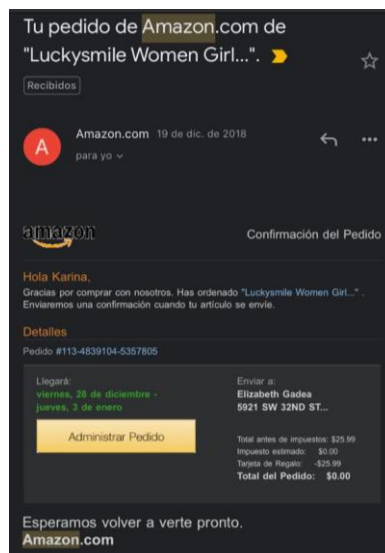 Tu pedido de Amazon.com de
"Luckysmile Women Girl...".
Recibidos
A
Amazon.com 19 de dic. de 2018
para yo
amazon
Confirmación del Pedido
Hola Karina,
Gracias por comprar con nosotros. Has ordenado "Luckysmile Women Girl..." .
Enviaremos una confirmación cuando tu artículo se envíe.
Detalles
Pedido #113-4839104-5357805
Llegará:
viernes, 28 de diciembre -
jueves, 3 de enero
Administrar Pedido
Enviar a:
Elizabeth Gadea
5921 SW 32ND ST...
Total antes de impuestos: $25.99
Impuesto estimado: $0.00
Tarjeta de Regalo: -$25.99
Total del Pedido: $0.00
Esperamos volver a verte pronto.
Amazon.com